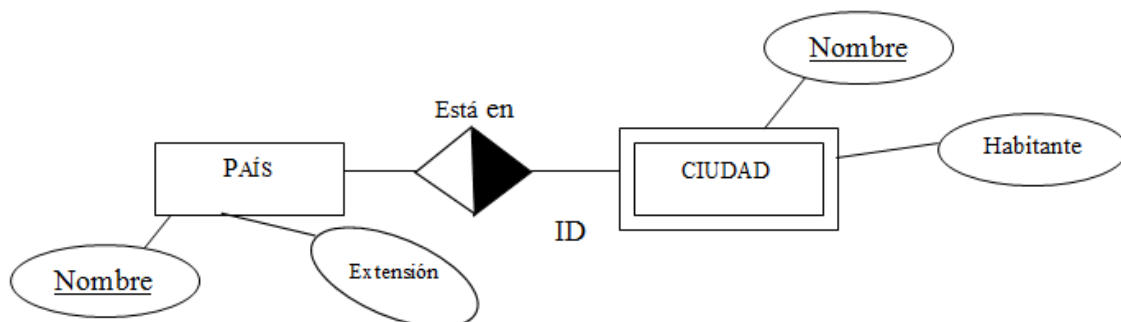 Nombre
Está en
PAÍS
CIUDAD
Habitante
ID
Nombre
Extensión